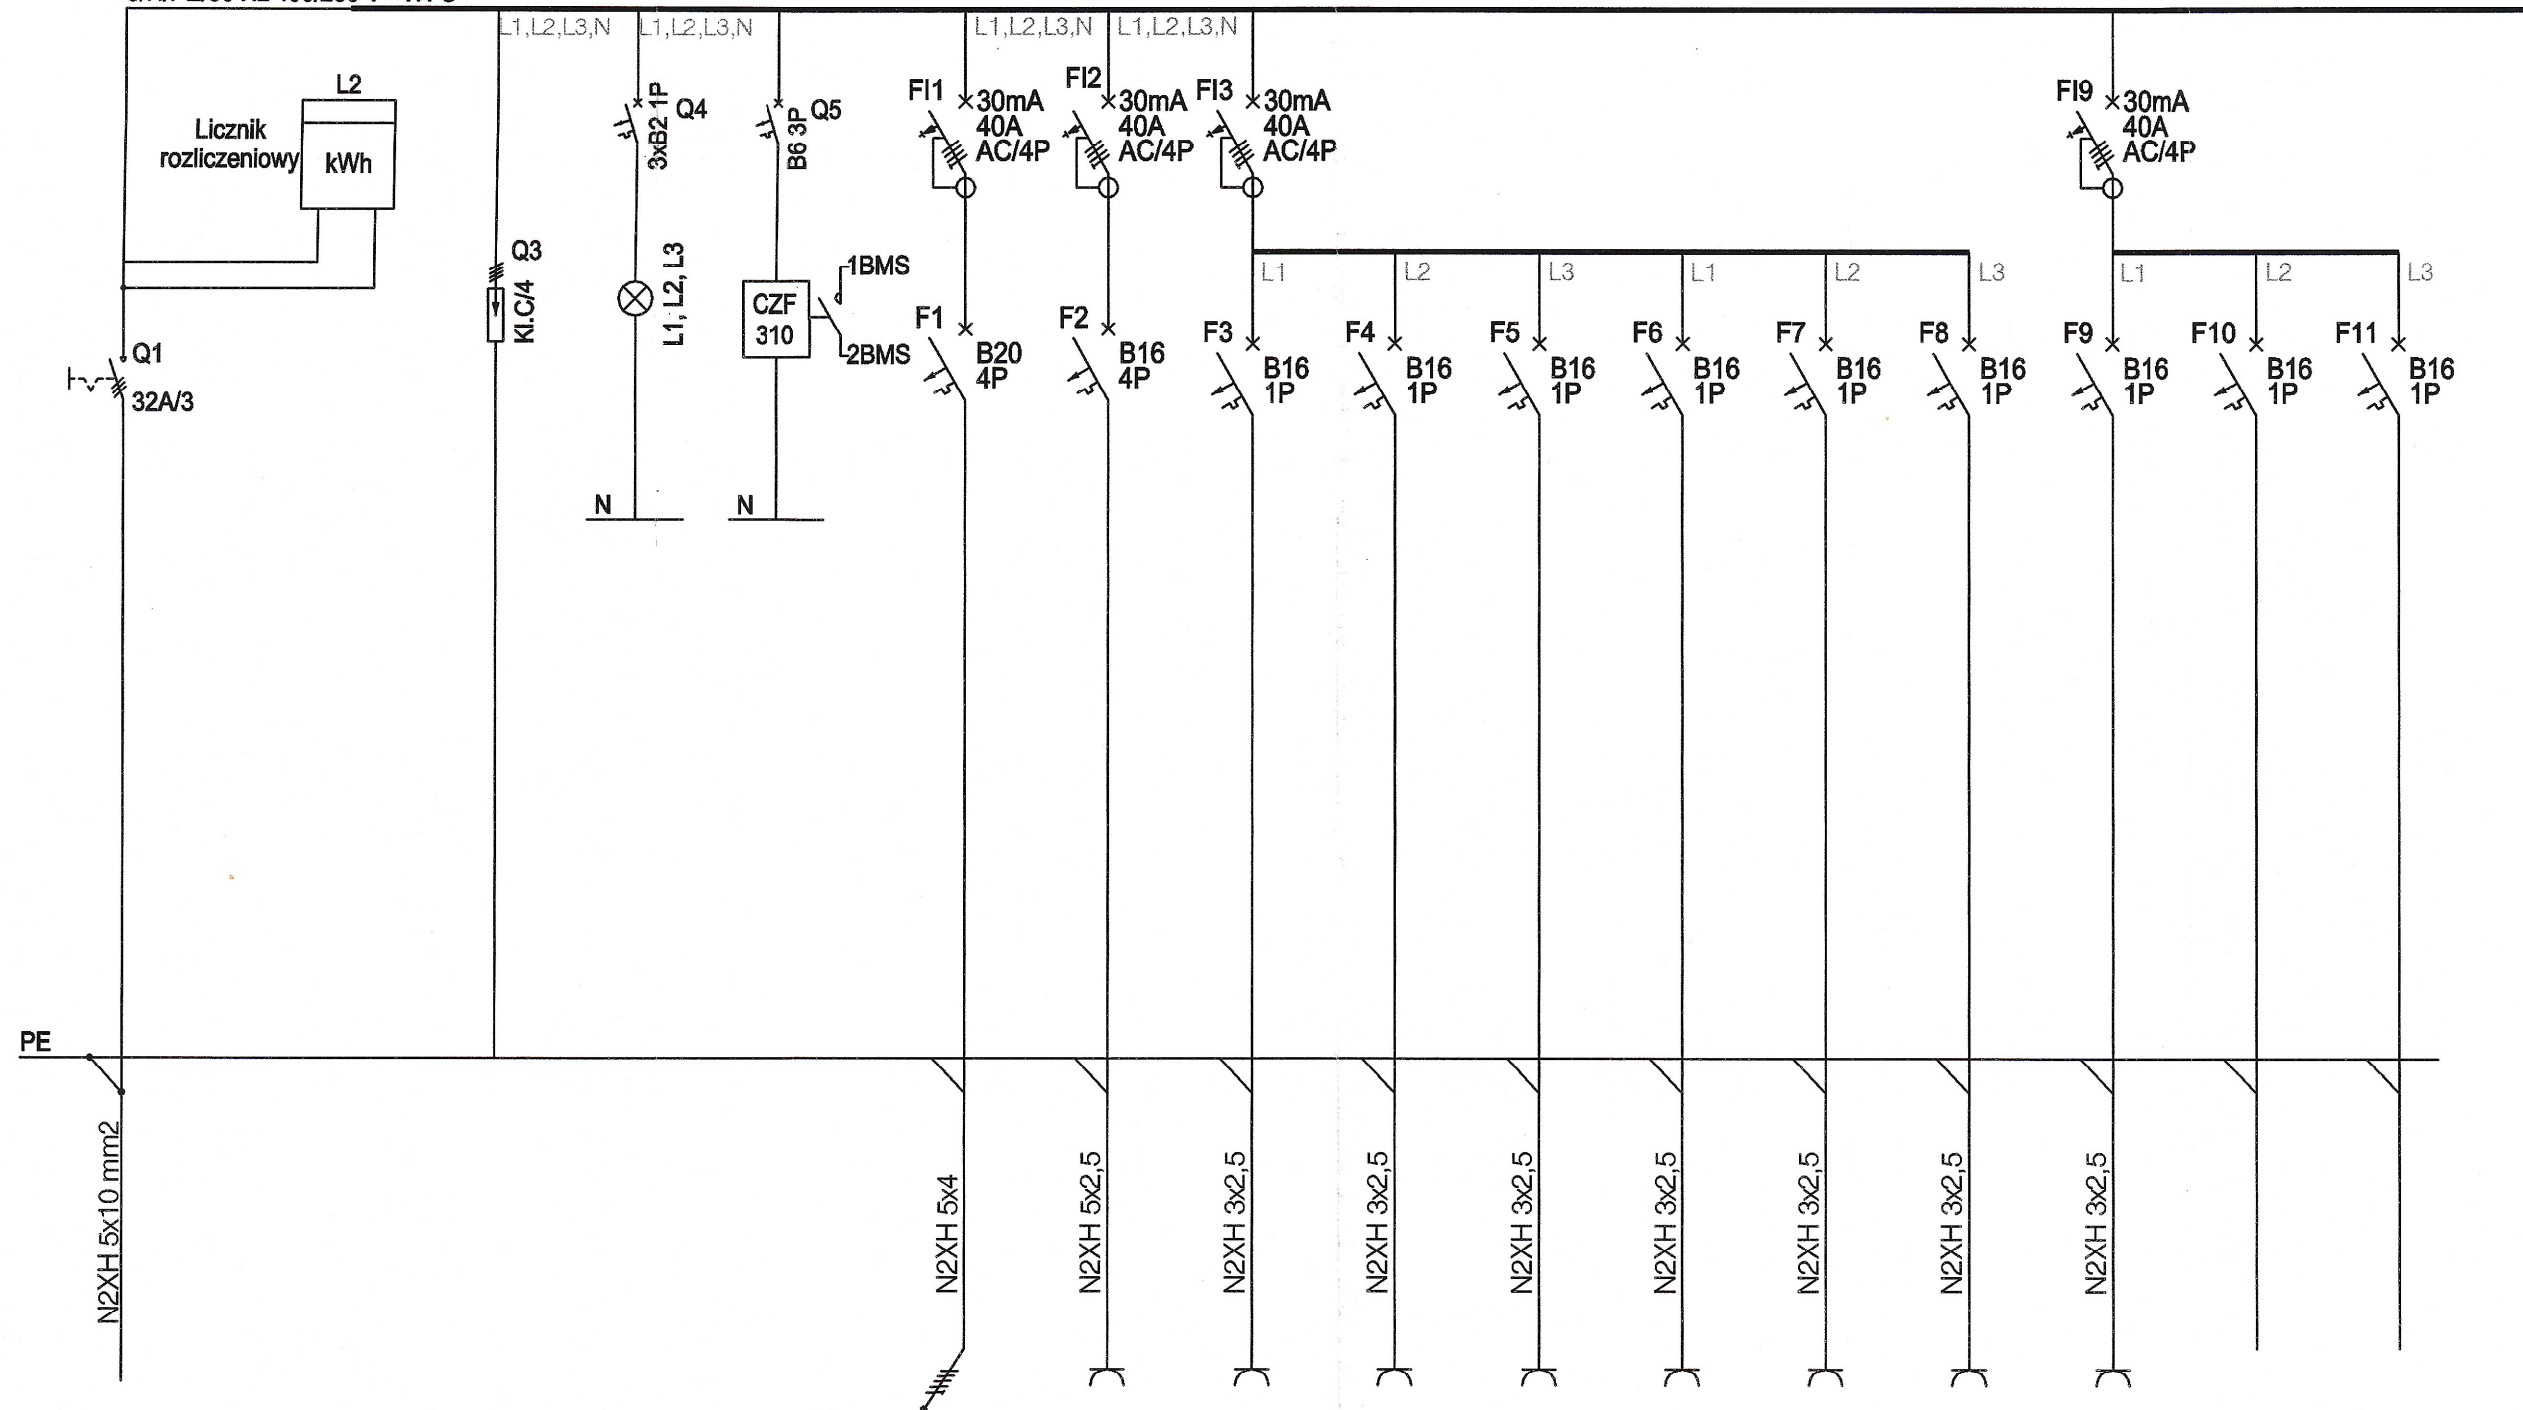 L1,L2,L3,N
L1,L2,L3,N
L1,L2,L3,N
L1,L2,L3,N
L2
Licznik
rozliczeniowy
kWh
Q1
32A/3
Q3
Kl.C/4
Q4
3xB2 1P
L1, L2, L3
N
Q5
B6 3P
CZF
310
1BMS
2BMS
N
FI1
30mA
40A
AC/4P
FI2
30mA
40A
AC/4P
FI3
30mA
40A
AC/4P
FI9
30mA
40A
AC/4P
L1
L2
L3
L1
L2
L3
L1
L2
L3
F1
B20
4P
F2
B16
4P
F3
B16
1P
F4
B16
1P
F5
B16
1P
F6
B16
1P
F7
B16
1P
F8
B16
1P
F9
B16
1P
F10
B16
1P
F11
B16
1P
PE
N2XH 5x10 mm2
N2XH 5x4
N2XH 5x2,5
N2XH 3x2,5
N2XH 3x2,5
N2XH 3x2,5
N2XH 3x2,5
N2XH 3x2,5
N2XH 3x2,5
N2XH 3x2,5